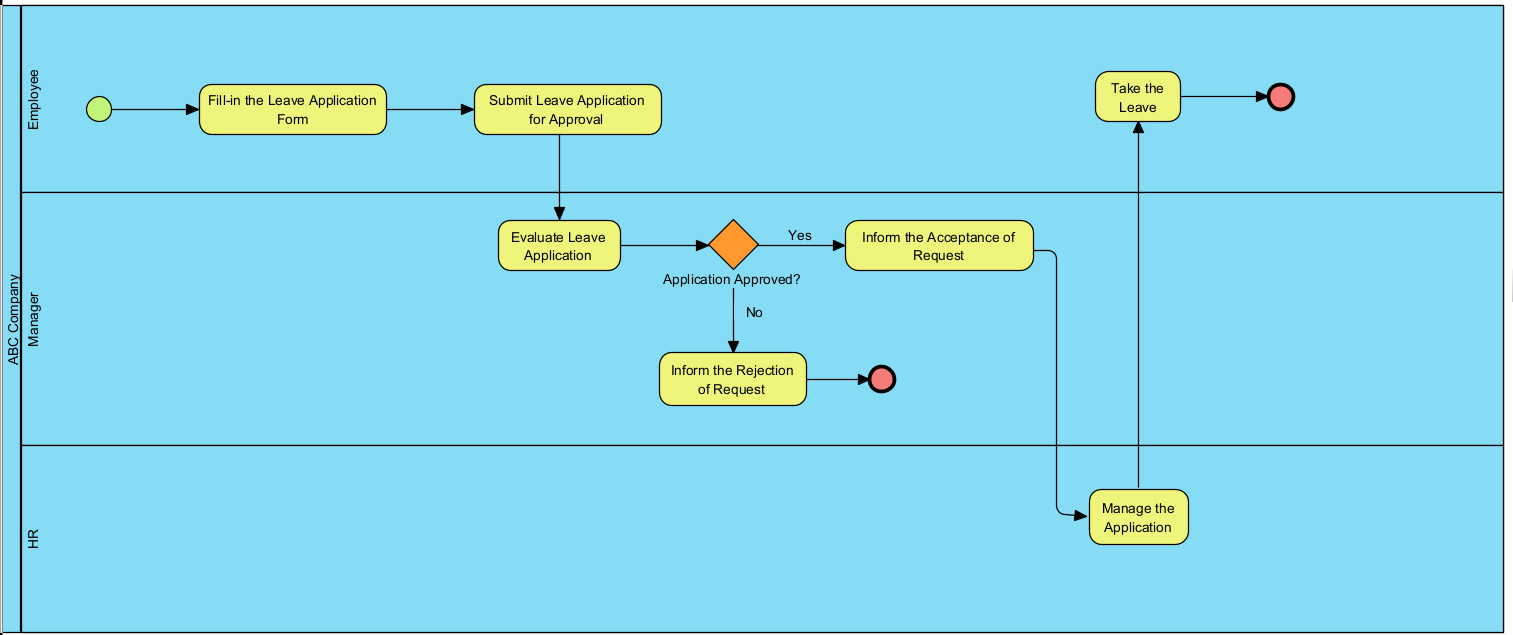 ABC Company
Employee
Fill-in the Leave Application
Form
Submit Leave Application
for Approval
Take the
Leave
Manager
Evaluate Leave
Application
Application Approved?
Yes
No
Inform the Acceptance of
Request
Inform the Rejection
of Request
HR
Manage the
Application